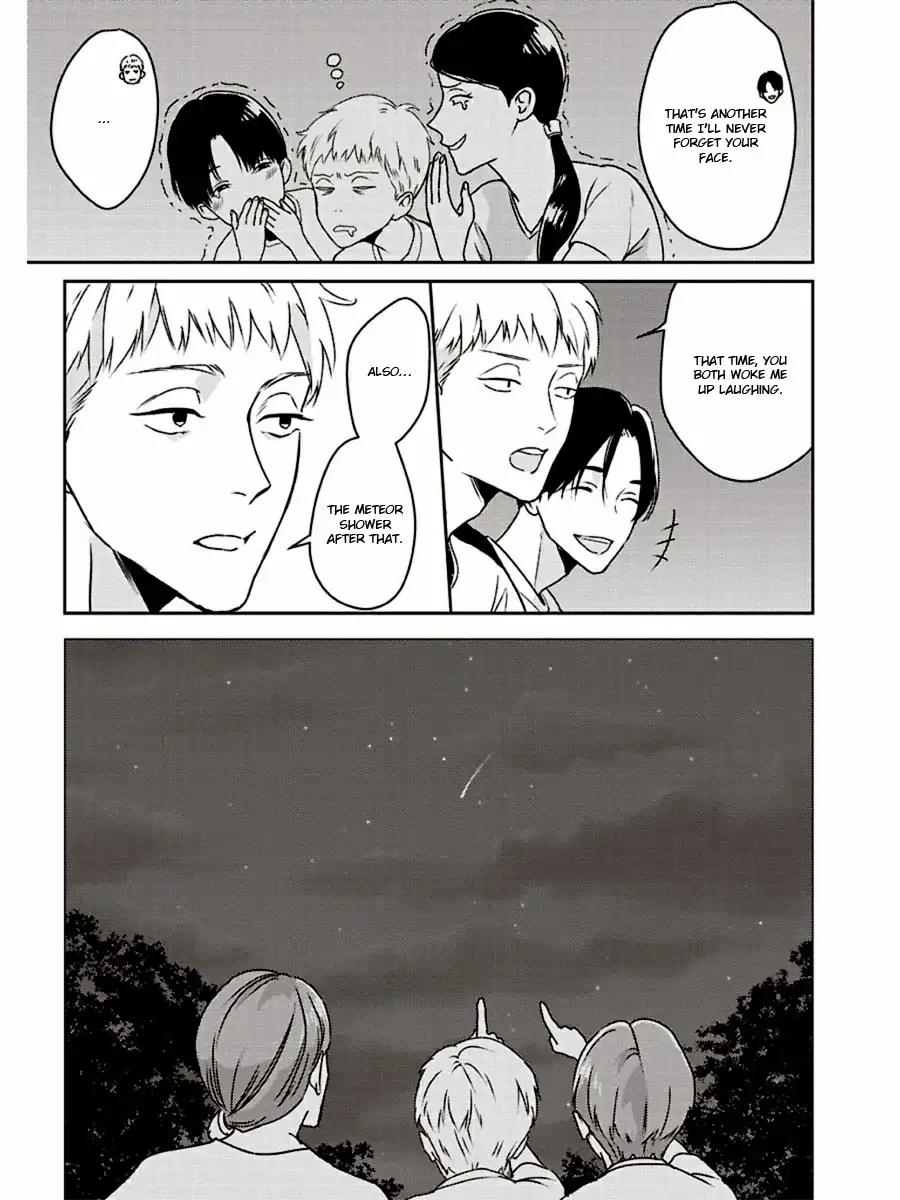 THAT'S ANOTHER
TIME I'LL NEVER
FORGET YOUR
FACE.
...
THAT TIME, YOU
BOTH WOKE ME
UP LAUGHING.
ALSO...
THE METEOR
SHOWER
AFTER THAT.